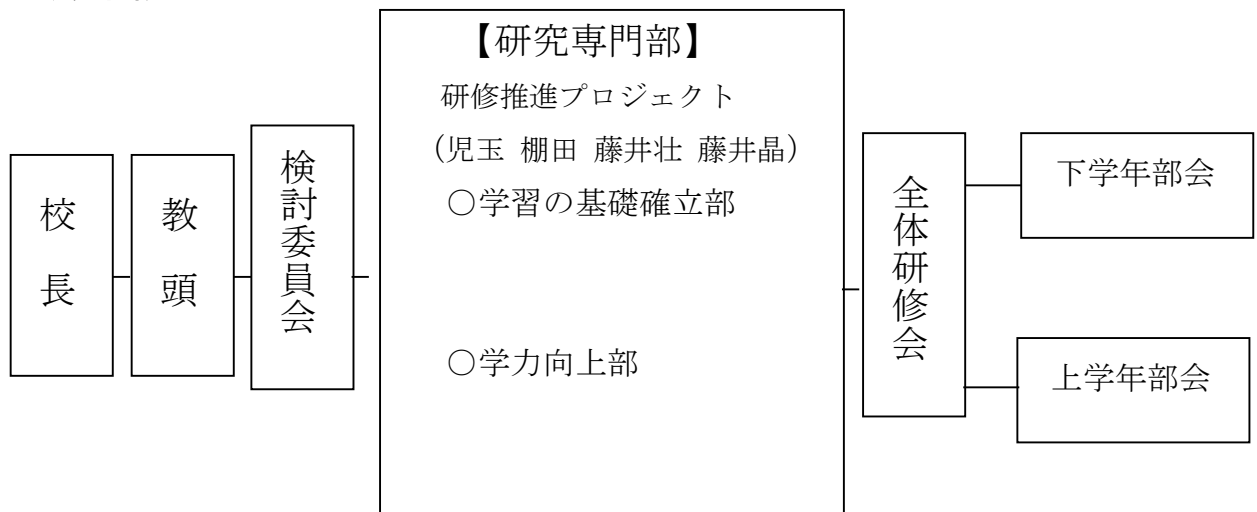 校長
教頭
検討委員会
【研究専門部】
研修推進プロジェクト
(児玉 棚田 藤井壮 藤井晶)
○学習の基礎確立部
○学力向上部
全体研修会
下学年部会
上学年部会